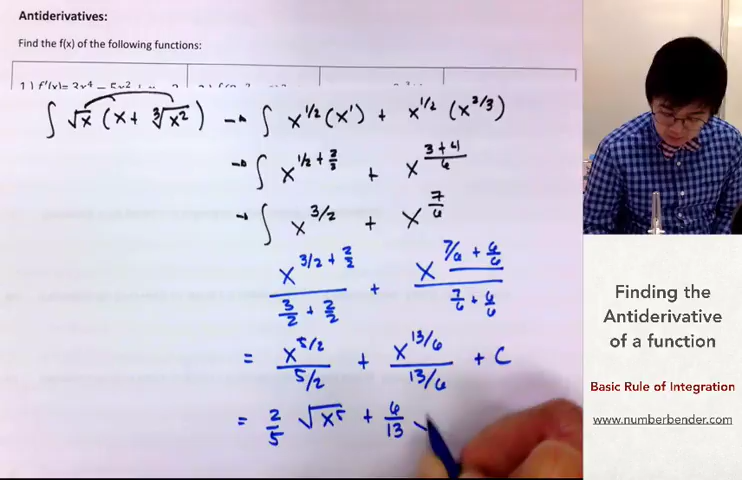 Antiderivatives:
Find the f(x) of the following functions:
∫ √x (x + ∛x²) → ∫ x^1/2 (x^1) + x^1/2 (x^2/3)
→ ∫ x^1/2 + 2/2 + x^(3+4)/6
→ ∫ x^3/2 + x^7/6
x^3/2 + 2/2 / (3/2 + 2/2) + x^7/6 + 6/6 / (7/6 + 6/6)
= x^5/2 / 5/2 + x^13/6 / 13/6 + C
= 2/5 √x⁵ + 6/13
Finding the
Antiderivative
of a function
Basic Rule of Integration
www.numberbender.com